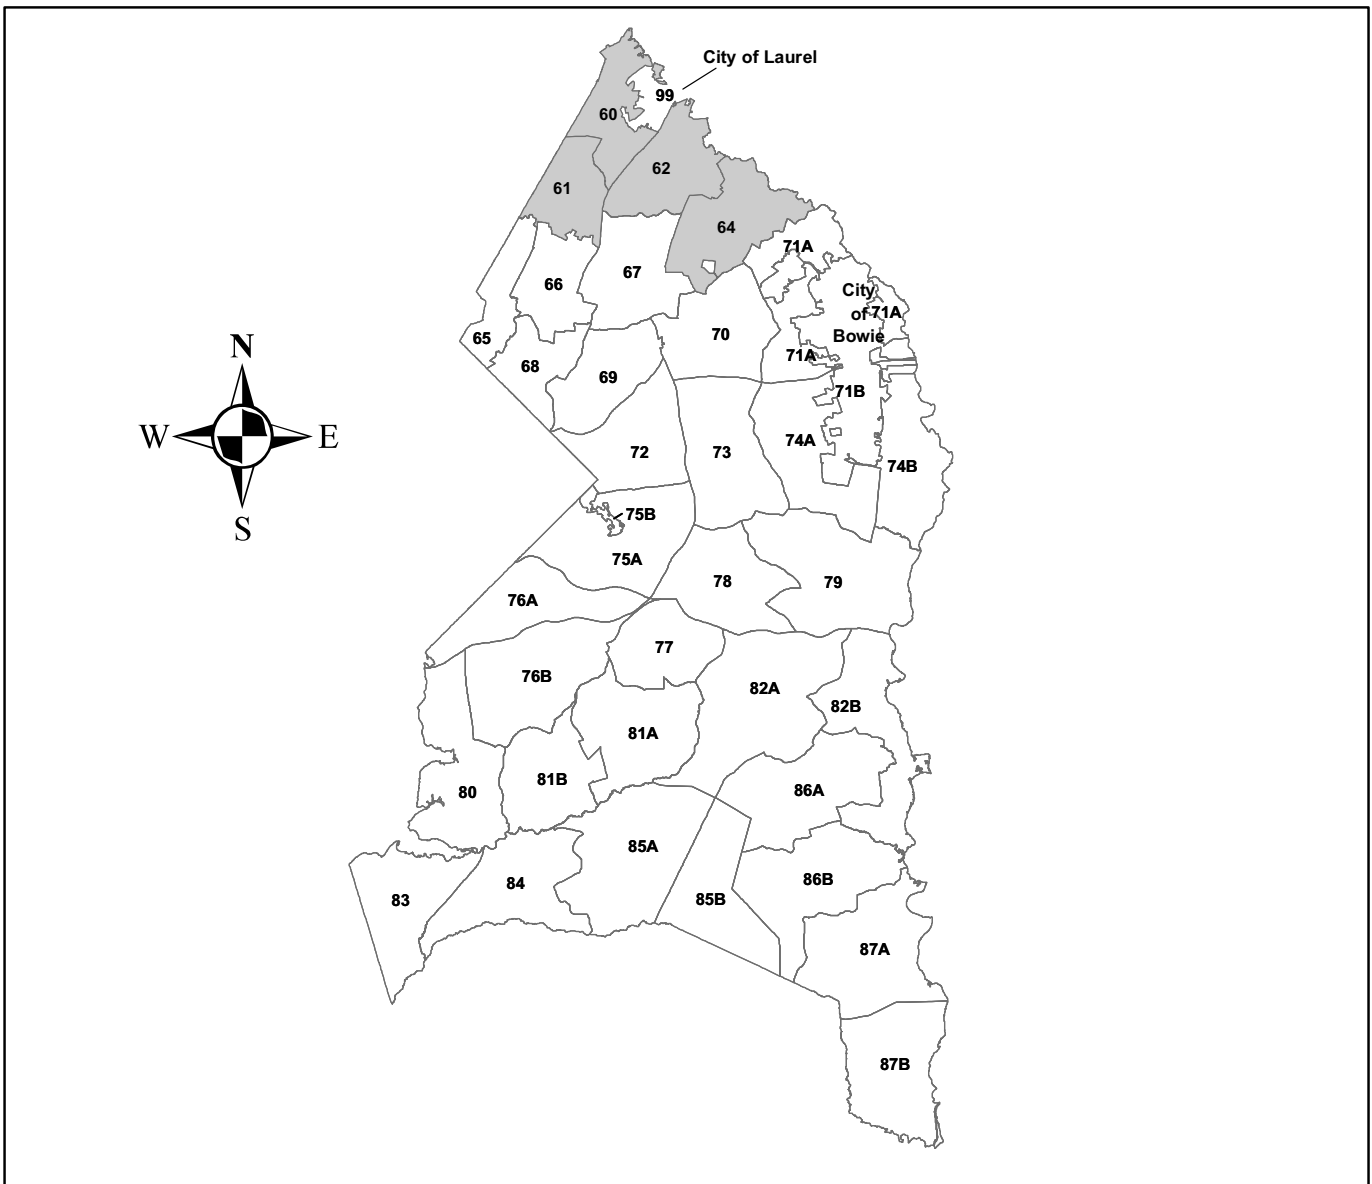 City of Laurel
99
60
62
61
64
71A
67
66
City
of
Bowie
71A
70
65
N
71A
68
69
71B
W
E
74A
72
73
74B
S
75B
75A
78
79
76A
77
76B
82A
82B
81A
81B
80
86A
85A
86B
84
83
85B
87A
87B